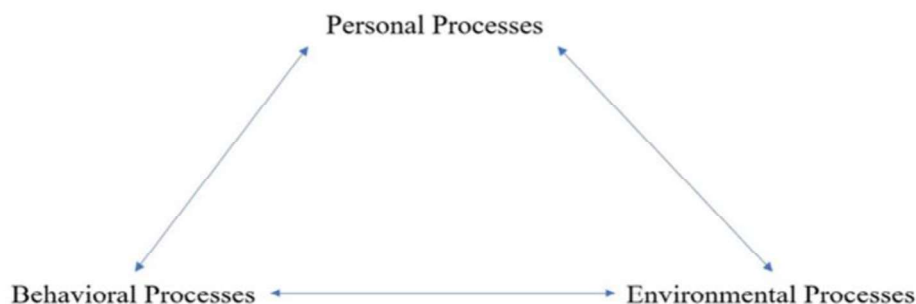 Personal Processes
Behavioral Processes
Environmental Processes